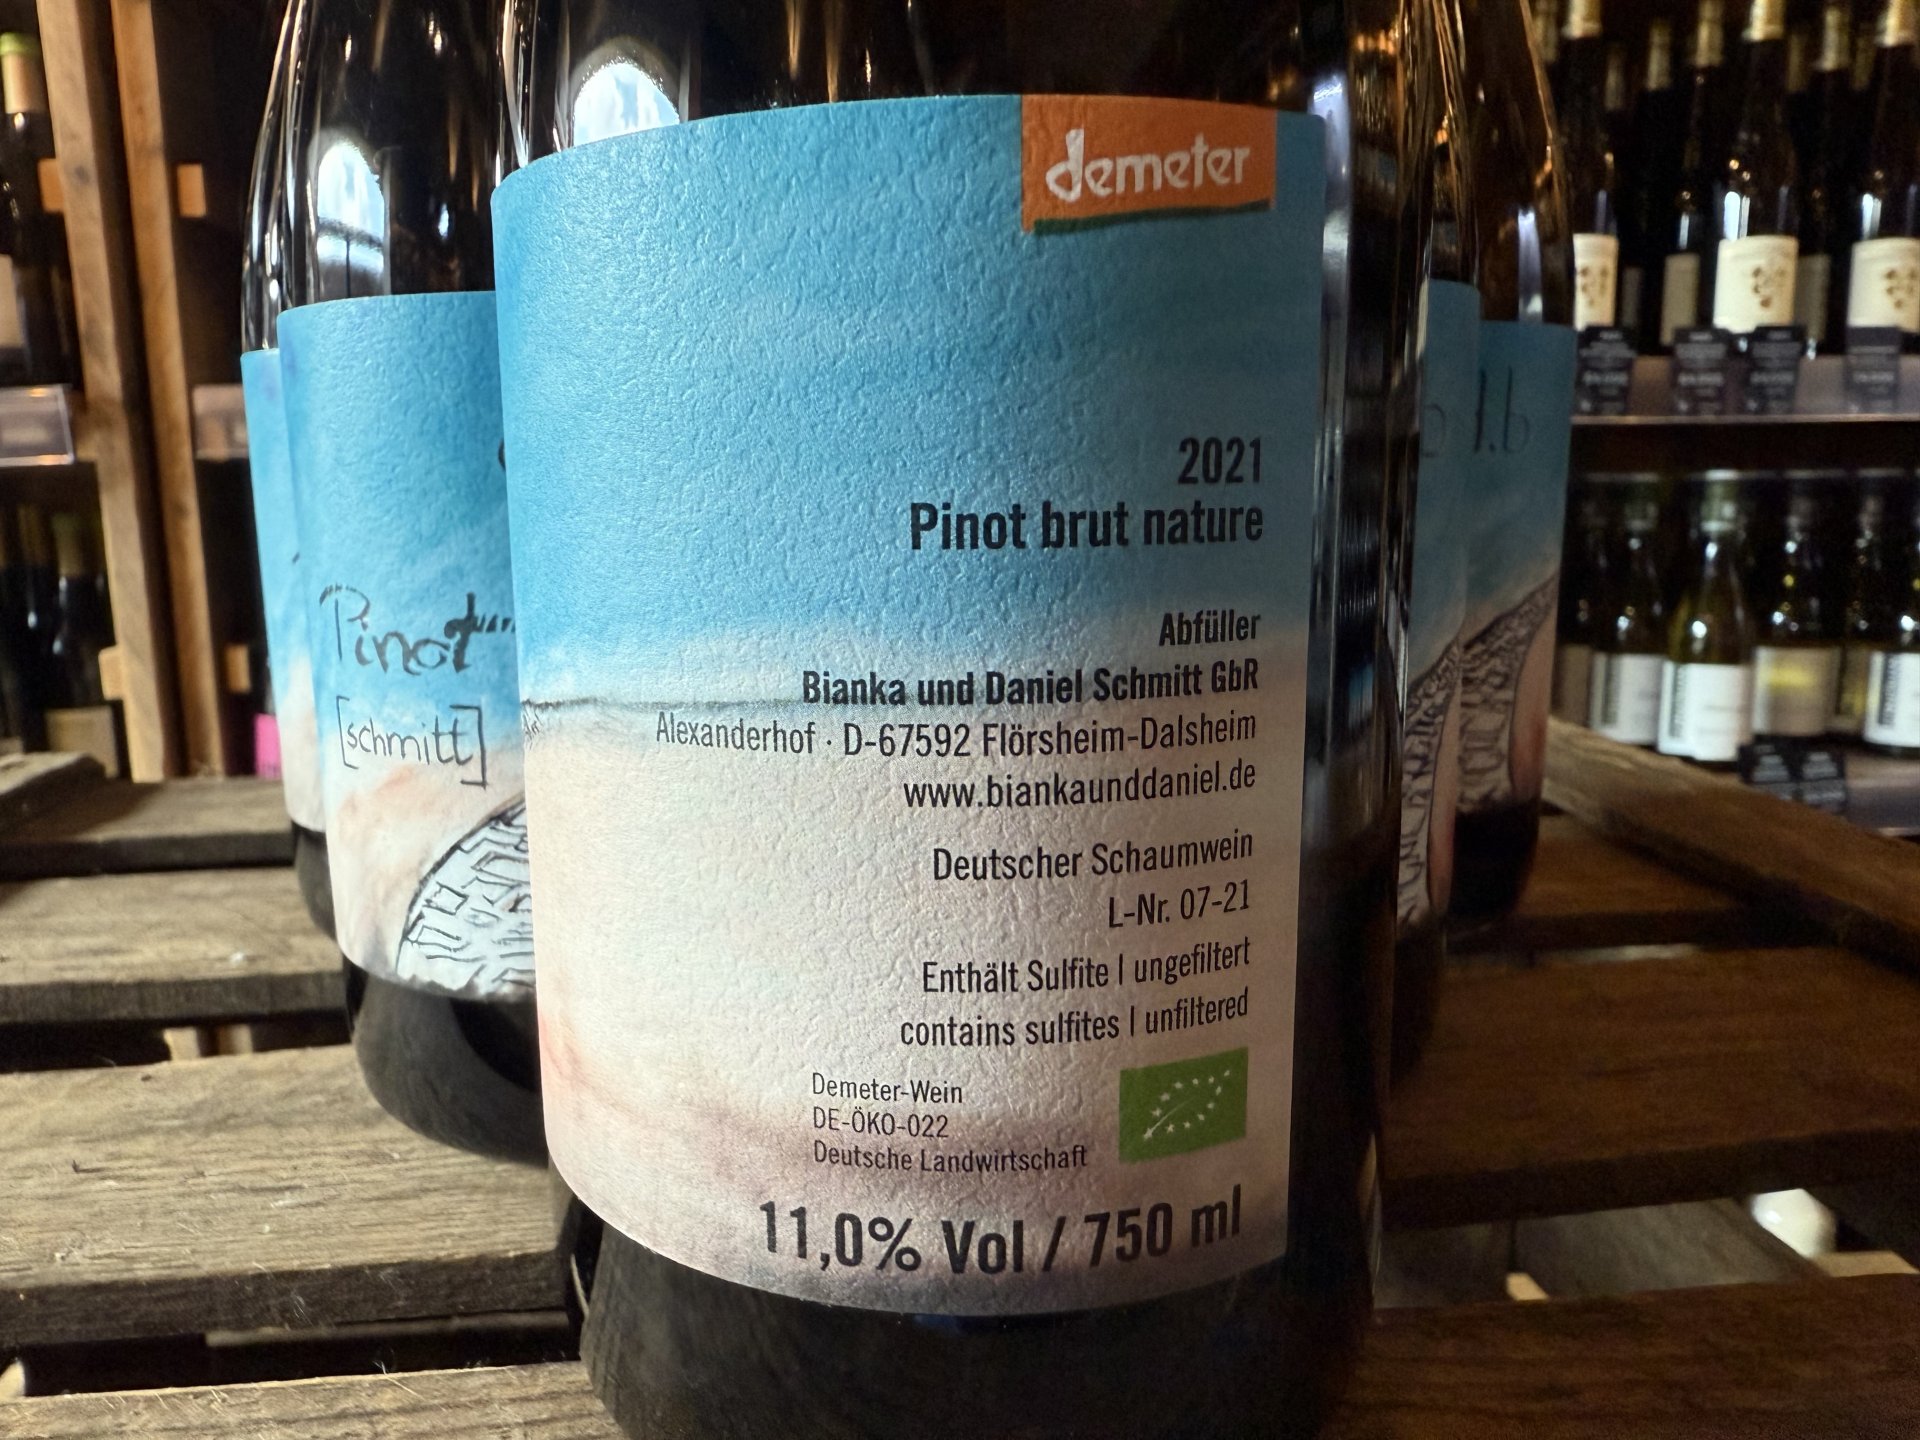 demeter
2021
Pinot brut nature
Abfüller
Bianka und Daniel Schmitt GbR
Alexanderhof · D-67592 Flörsheim-Dalsheim
www.biankaunddaniel.de
Deutscher Schaumwein
L-Nr. 07-21
Enthält Sulfite | ungefiltert
contains sulfites | unfiltered
Demeter-Wein
DE-ÖKO-022
Deutsche Landwirtschaft
11,0% Vol / 750 ml
Pinot
[schmitt]